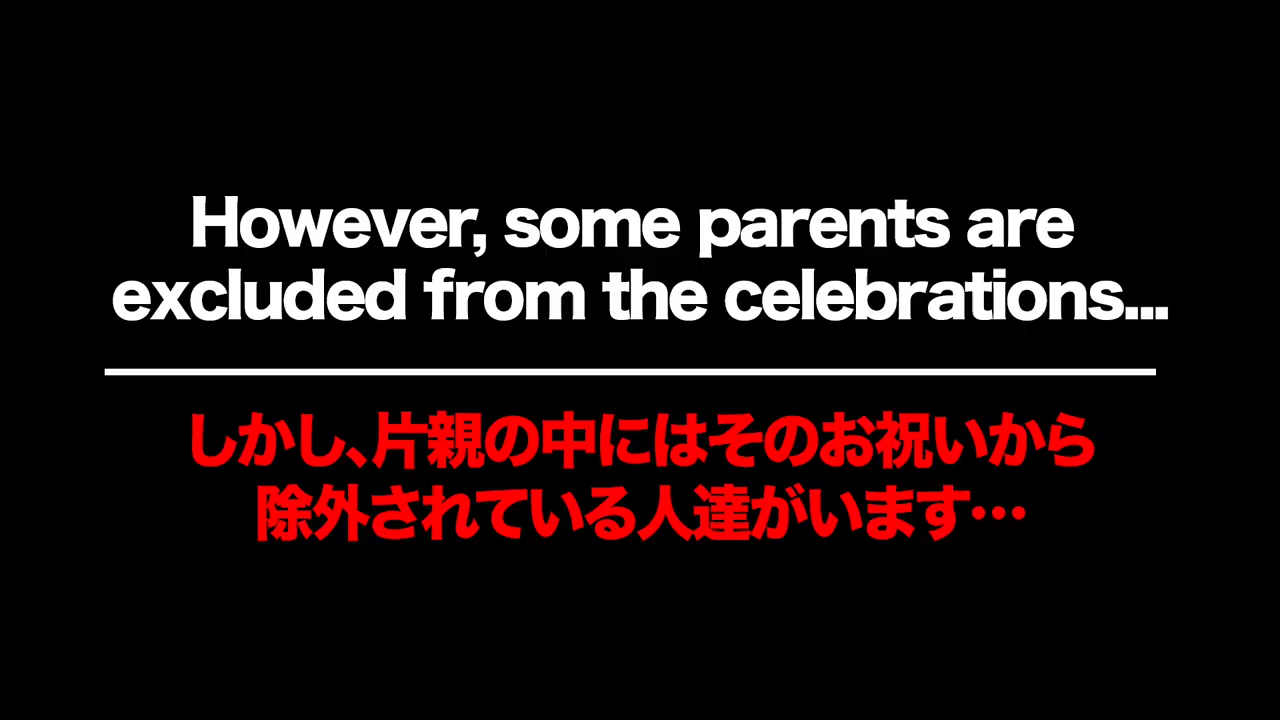 However, some parents are
excluded from the celebrations...
しかし、片親の中にはそのお祝いから
除外されている人達がいます…